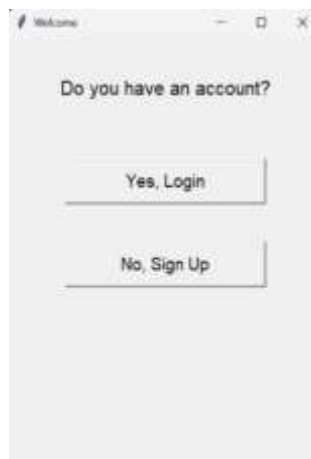 Welcome
Do you have an account?
Yes, Login
No, Sign Up